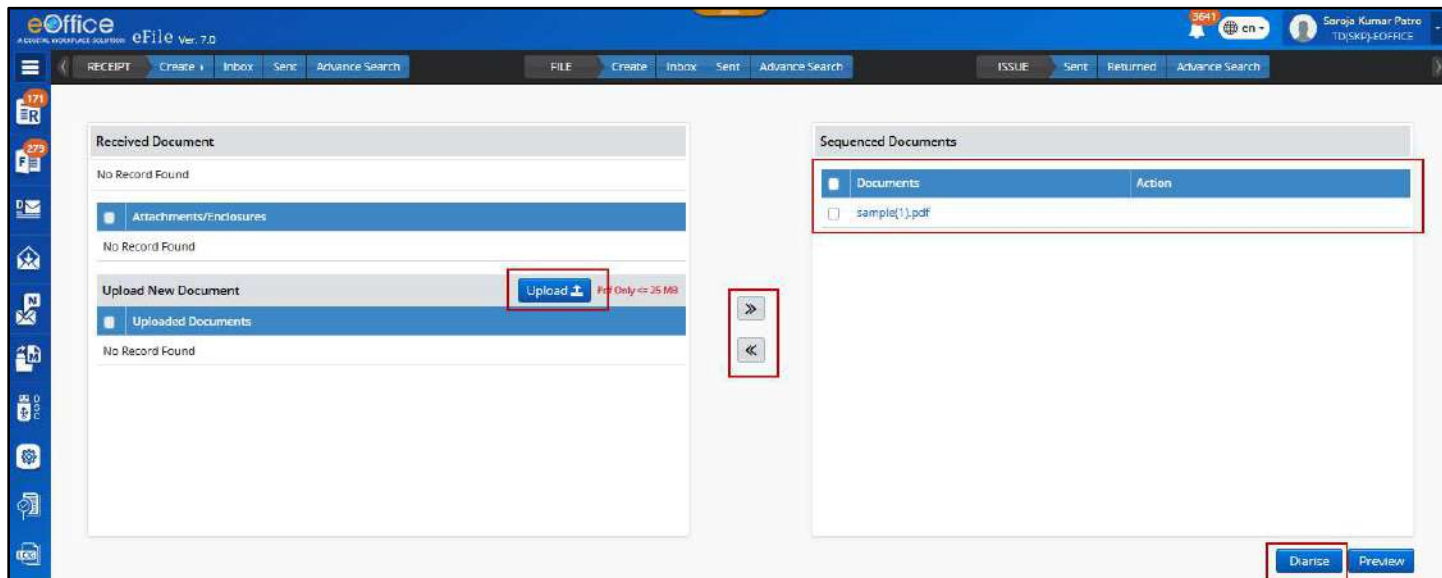 eOffice
A DIGITAL WORKPLACE SOLUTION
eFile Ver. 7.0
3641
en
Saroja Kumar Patro
TD(SKP)-EOFFICE
RECEIPT Create Inbox Sent Advance Search
FILE Create Inbox Sent Advance Search
ISSUE Sent Returned Advance Search
171
R
279
F
D
N
DSC
Received Document
No Record Found
Attachments/Enclosures
No Record Found
Upload New Document
Upload
Pdf Only <= 25 MB
Uploaded Documents
No Record Found
Sequenced Documents
Documents Action
sample(1).pdf
Diarise Preview